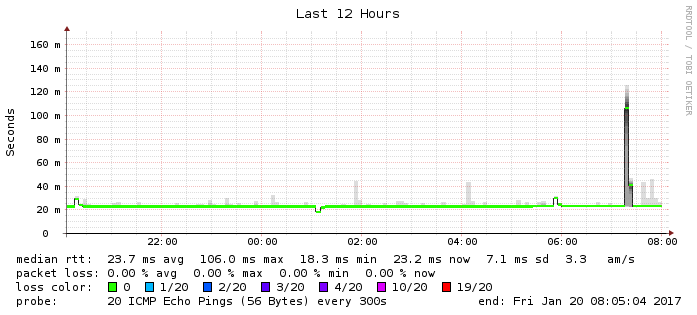 Last 12 Hours
RRDTOOL / TOBI OETIKER
Seconds
160 m
140 m
120 m
100 m
80 m
60 m
40 m
20 m
0
22:00 00:00 02:00 04:00 06:00 08:00
median rtt: 23.7 ms avg 106.0 ms max 18.3 ms min 23.2 ms now 7.1 ms sd 3.3 am/s
packet loss: 0.00 % avg 0.00 % max 0.00 % min 0.00 % now
loss color: 0 1/20 2/20 3/20 4/20 10/20 19/20
probe: 20 ICMP Echo Pings (56 Bytes) every 300s end: Fri Jan 20 08:05:04 2017